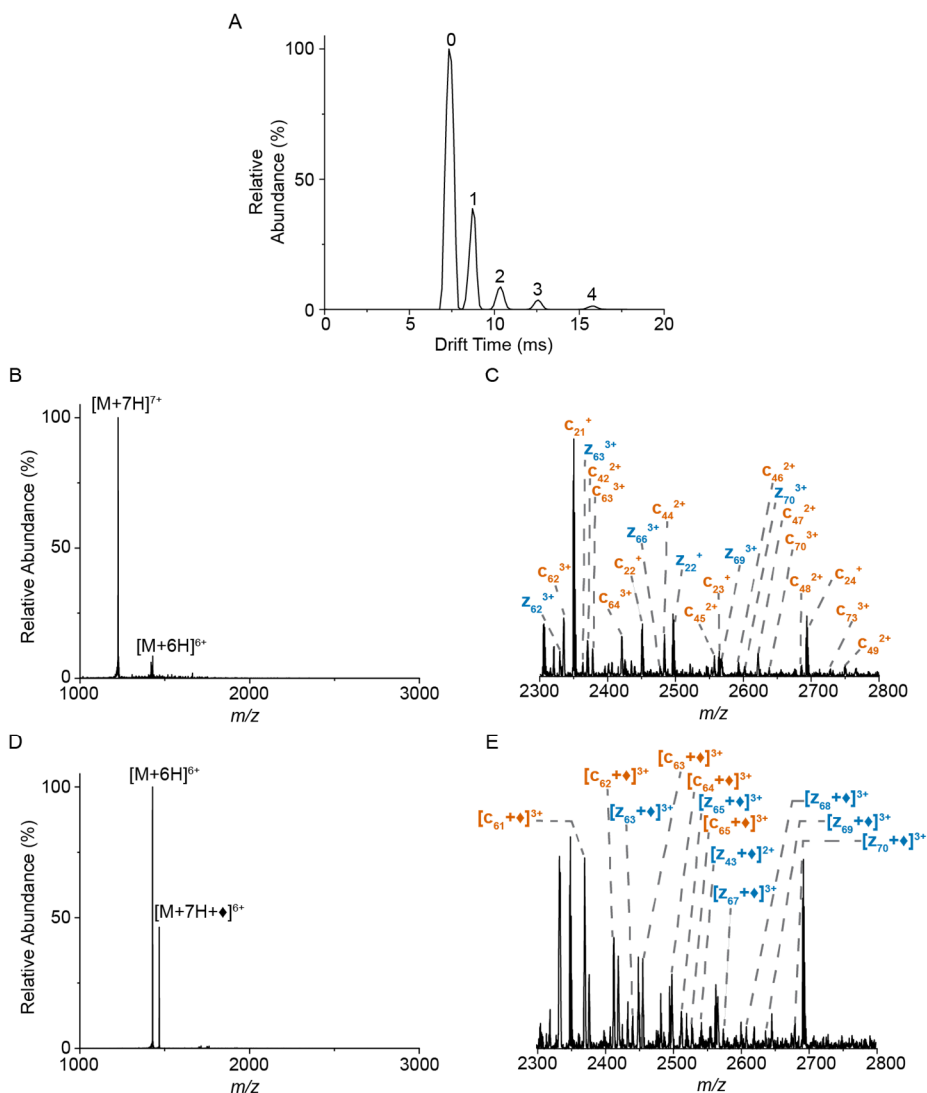 A
Relative
Abundance (%)
100
50
0
0
1
2
3
4
0
5
10
15
20
Drift Time (ms)
B
Relative Abundance (%)
100
50
0
[M+7H]⁷⁺
[M+6H]⁶⁺
1000
2000
3000
m/z
C
c₂₁⁺
z₆₃³⁺
c₄₂²⁺
c₆₃³⁺
c₄₄²⁺
z₆₆³⁺
c₂₂⁺
z₂₂⁺
c₆₂³⁺
z₆₂³⁺
c₆₄³⁺
c₄₅²⁺
c₂₃⁺
z₆₉³⁺
c₄₆²⁺
z₇₀³⁺
c₄₇²⁺
c₇₀³⁺
c₄₈²⁺
c₂₄⁺
c₇₃³⁺
c₄₉²⁺
2300
2400
2500
2600
2700
2800
m/z
D
Relative Abundance (%)
100
50
0
[M+6H]⁶⁺
[M+7H+♦]⁶⁺
1000
2000
3000
m/z
E
[c₆₁+♦]³⁺
[c₆₂+♦]³⁺
[z₆₃+♦]³⁺
[c₆₃+♦]³⁺
[c₆₄+♦]³⁺
[z₆₅+♦]³⁺
[c₆₅+♦]³⁺
[z₄₃+♦]²⁺
[z₆₇+♦]³⁺
[z₆₈+♦]³⁺
[z₆₉+♦]³⁺
[z₇₀+♦]³⁺
2300
2400
2500
2600
2700
2800
m/z